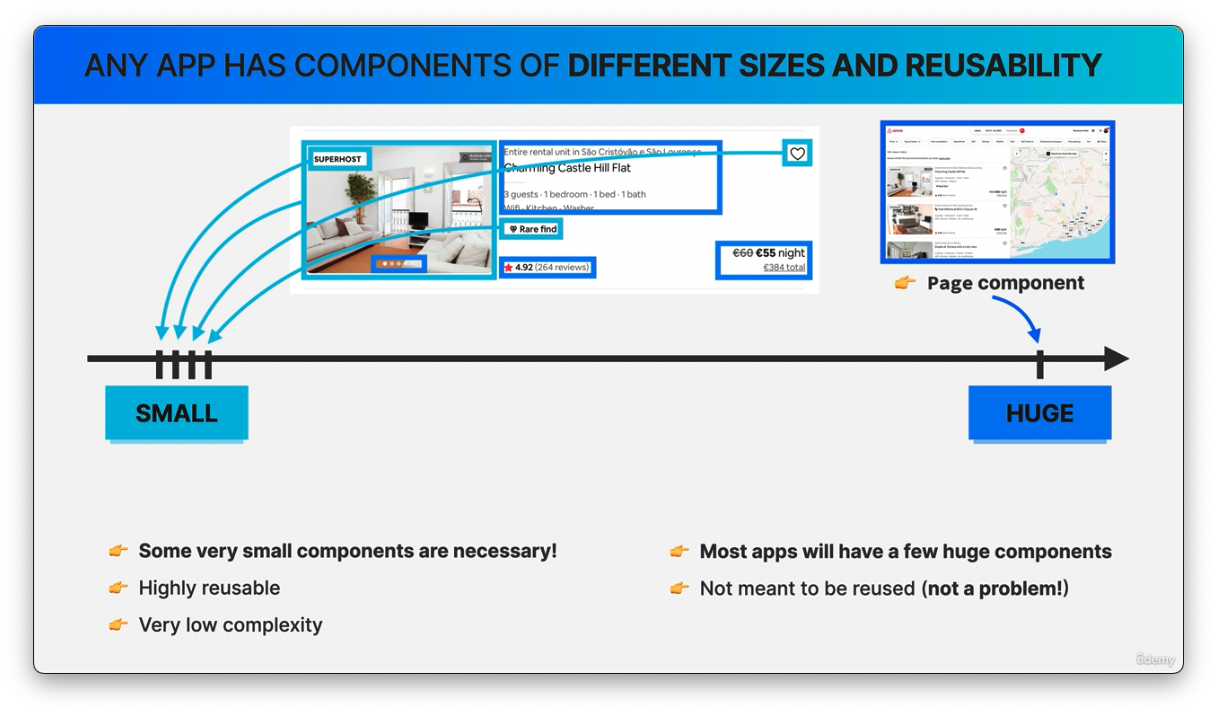 ANY APP HAS COMPONENTS OF DIFFERENT SIZES AND REUSABILITY
SUPERHOST
Entire rental unit in São Cristóvão e São Lourenço
Charming Castle Hill Flat
3 guests · 1 bedroom · 1 bed · 1 bath
Wifi · Kitchen · Washer
Rare find
4.92 (264 reviews)
€60 €55 night
€384 total
👉 Page component
SMALL
HUGE
👉 Some very small components are necessary!
👉 Highly reusable
👉 Very low complexity
👉 Most apps will have a few huge components
👉 Not meant to be reused (not a problem!)
ûdemy